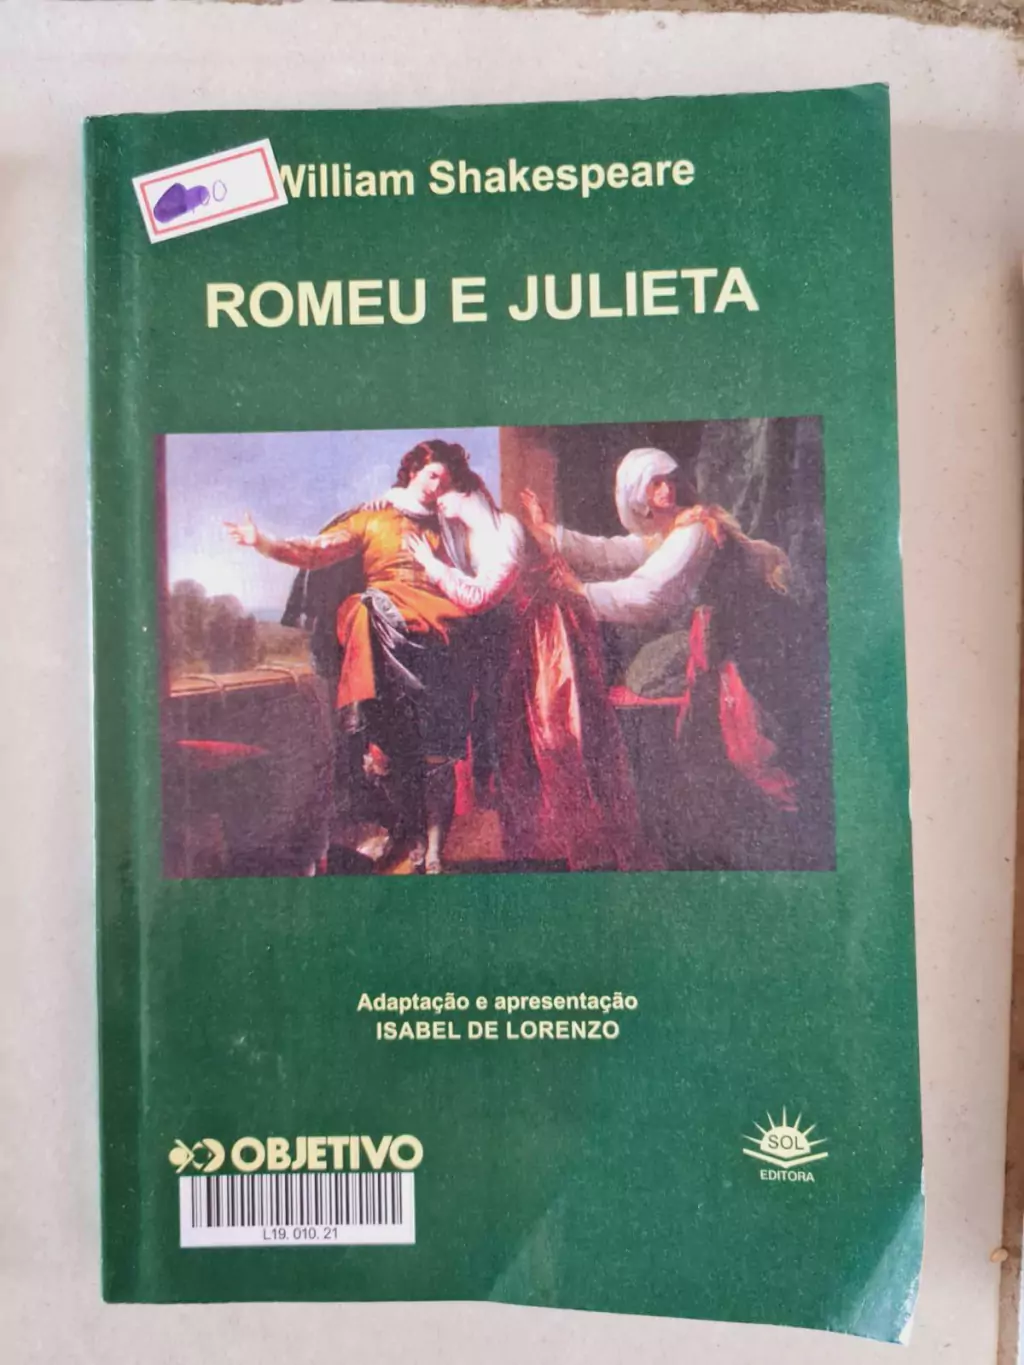 William Shakespeare
ROMEU E JULIETA
Adaptação e apresentação
ISABEL DE LORENZO
OBJETIVO
L19. 010. 21
SOL
EDITORA